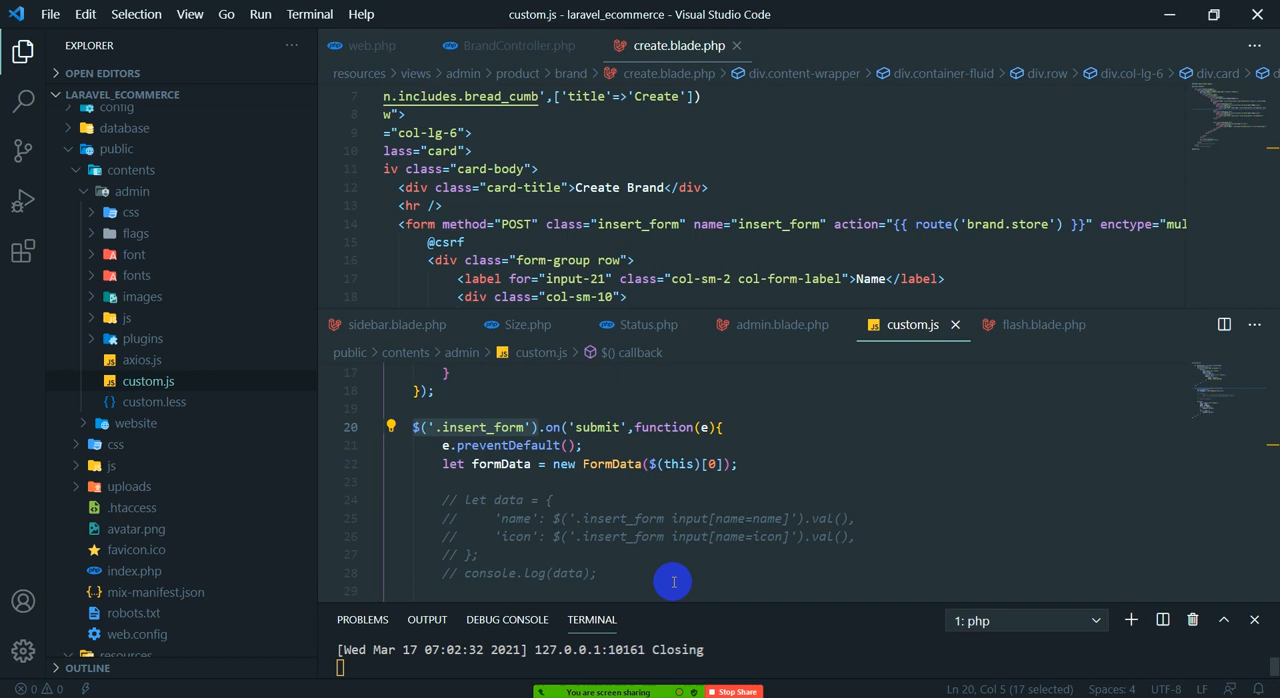 File Edit Selection View Go Run Terminal Help custom.js - laravel_ecommerce - Visual Studio Code
EXPLORER
OPEN EDITORS
LARAVEL_ECOMMERCE
config
database
public
contents
admin
css
flags
font
fonts
images
js
plugins
axios.js
custom.js
custom.less
website
css
js
uploads
.htaccess
avatar.png
favicon.ico
index.php
mix-manifest.json
robots.txt
web.config
resources
OUTLINE
web.php BrandController.php create.blade.php
resources > views > admin > product > brand > create.blade.php > div.content-wrapper > div.container-fluid > div.row > div.col-lg-6 > div.card >
7 n.includes.bread_cumb',['title'=>'Create'])
8 w">
9 ="col-lg-6">
10 lass="card">
11 iv class="card-body">
12 <div class="card-title">Create Brand</div>
13 <hr />
14 <form method="POST" class="insert_form" name="insert_form" action="{{ route('brand.store') }}" enctype="mul
15 @csrf
16 <div class="form-group row">
17 <label for="input-21" class="col-sm-2 col-form-label">Name</label>
18 <div class="col-sm-10">
sidebar.blade.php Size.php Status.php admin.blade.php custom.js flash.blade.php
public > contents > admin > custom.js > $() callback
17 }
18 });
19
20 $('.insert_form').on('submit',function(e){
21 e.preventDefault();
22 let formData = new FormData($(this)[0]);
23
24 // let data = {
25 // 'name': $('.insert_form input[name=name]').val(),
26 // 'icon': $('.insert_form input[name=icon]').val(),
27 // };
28 // console.log(data);
29
PROBLEMS OUTPUT DEBUG CONSOLE TERMINAL 1: php
[Wed Mar 17 07:02:32 2021] 127.0.0.1:10161 Closing
0 0 You are screen sharing Stop Share Ln 20, Col 5 (17 selected) Spaces: 4 UTF-8 LF